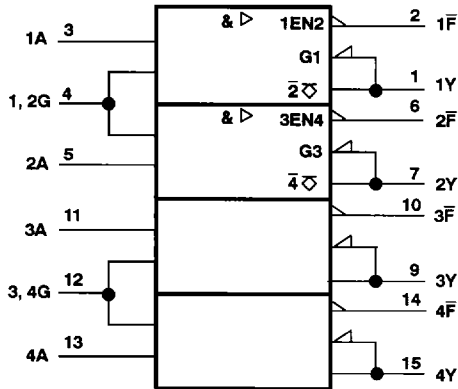 & ▷ 1EN2 2 1F̅
1A 3
G1
1, 2G 4 2̅ ◇̲ 1 1Y
& ▷ 3EN4 6 2F̅
2A 5 G3
4̅ ◇̲ 7 2Y
3A 11 10 3F̅
3, 4G 12 9 3Y
14 4F̅
4A 13 15 4Y